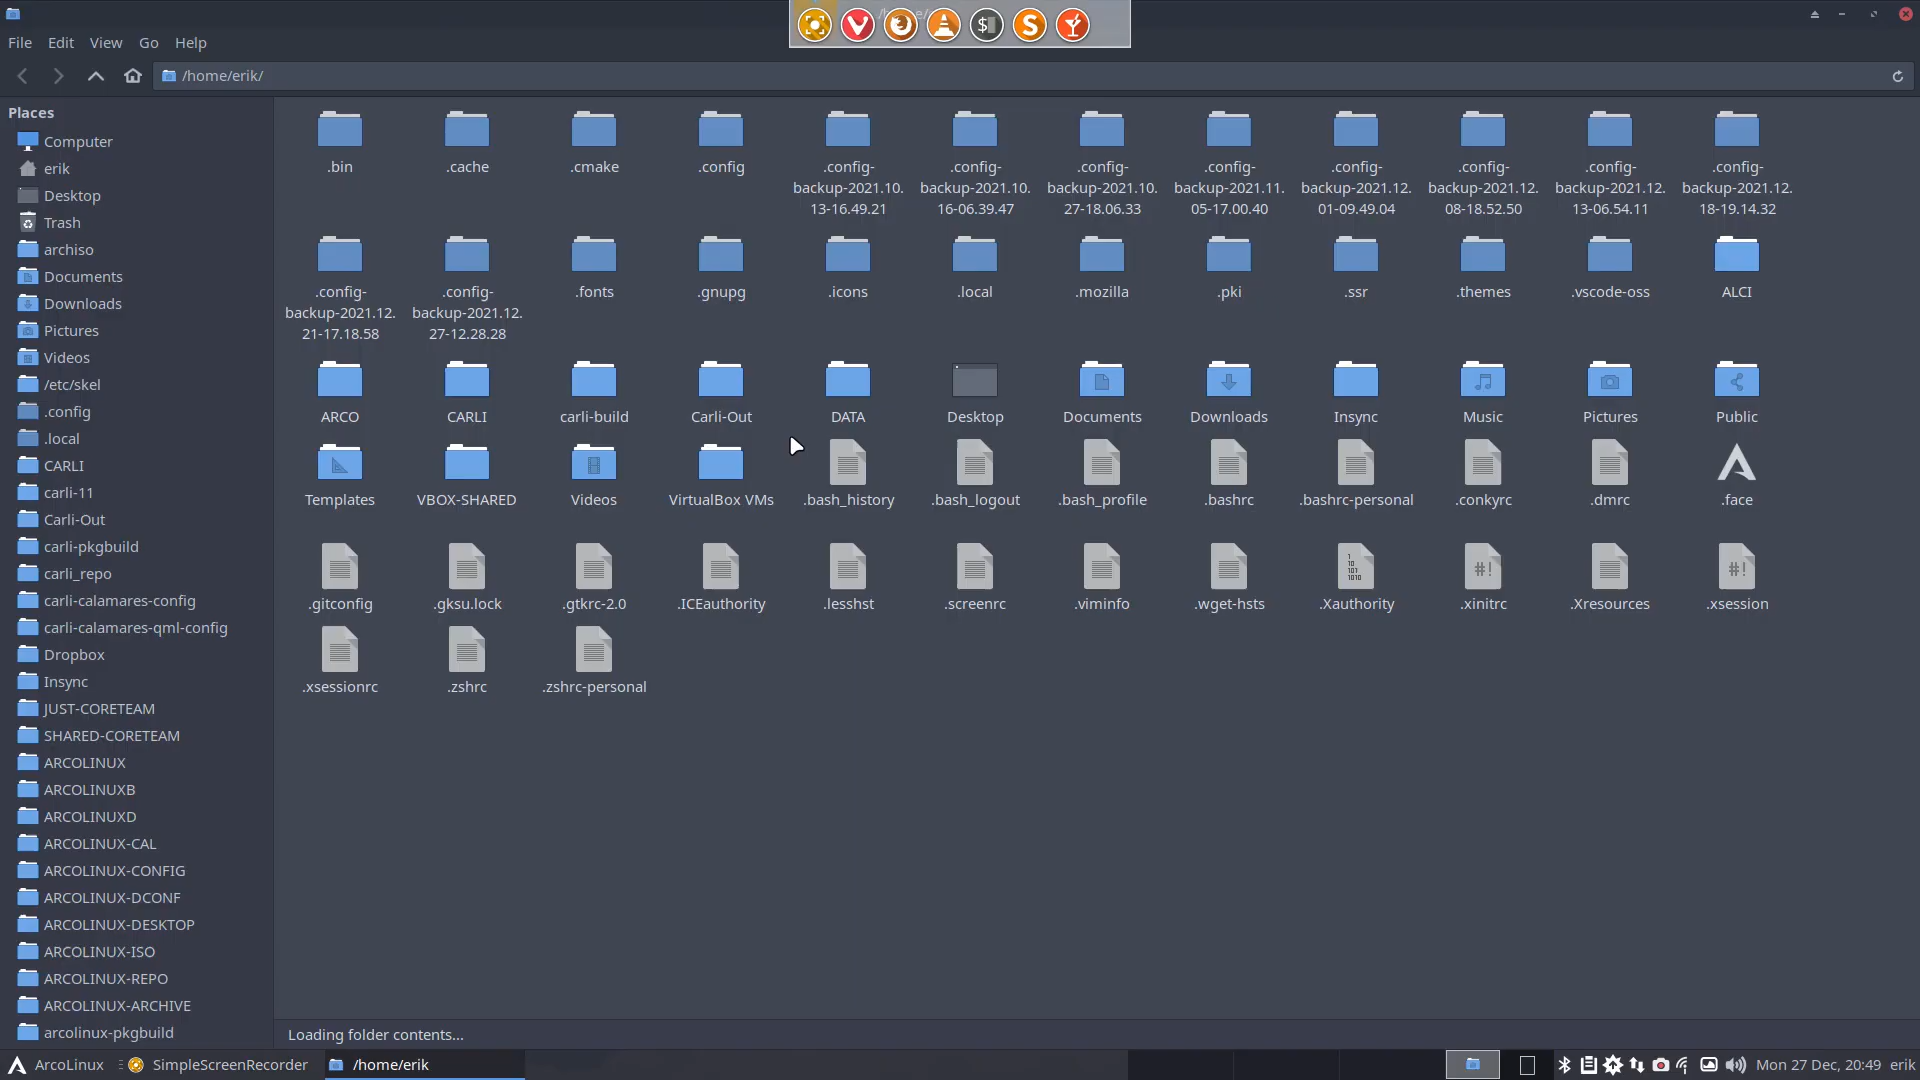 File Edit View Go Help
/home/erik/
Places
Computer
erik
Desktop
Trash
archiso
Documents
Downloads
Pictures
Videos
/etc/skel
.config
.local
CARLI
carli-11
Carli-Out
carli-pkgbuild
carli_repo
carli-calamares-config
carli-calamares-qml-config
Dropbox
Insync
JUST-CORETEAM
SHARED-CORETEAM
ARCOLINUX
ARCOLINUXB
ARCOLINUXD
ARCOLINUX-CAL
ARCOLINUX-CONFIG
ARCOLINUX-DCONF
ARCOLINUX-DESKTOP
ARCOLINUX-ISO
ARCOLINUX-REPO
ARCOLINUX-ARCHIVE
arcolinux-pkgbuild
.bin
.cache
.cmake
.config
.config-
backup-2021.10.
13-16.49.21
.config-
backup-2021.10.
16-06.39.47
.config-
backup-2021.10.
27-18.06.33
.config-
backup-2021.11.
05-17.00.40
.config-
backup-2021.12.
01-09.49.04
.config-
backup-2021.12.
08-18.52.50
.config-
backup-2021.12.
13-06.54.11
.config-
backup-2021.12.
18-19.14.32
.config-
backup-2021.12.
21-17.18.58
.config-
backup-2021.12.
27-12.28.28
.fonts
.gnupg
.icons
.local
.mozilla
.pki
.ssr
.themes
.vscode-oss
ALCI
ARCO
CARLI
carli-build
Carli-Out
DATA
Desktop
Documents
Downloads
Insync
Music
Pictures
Public
Templates
VBOX-SHARED
Videos
VirtualBox VMs
.bash_history
.bash_logout
.bash_profile
.bashrc
.bashrc-personal
.conkyrc
.dmrc
.face
.gitconfig
.gksu.lock
.gtkrc-2.0
.ICEauthority
.lesshst
.screenrc
.viminfo
.wget-hsts
.Xauthority
.xinitrc
.Xresources
.xsession
.xsessionrc
.zshrc
.zshrc-personal
Loading folder contents...
ArcoLinux SimpleScreenRecorder /home/erik Mon 27 Dec, 20:49 erik